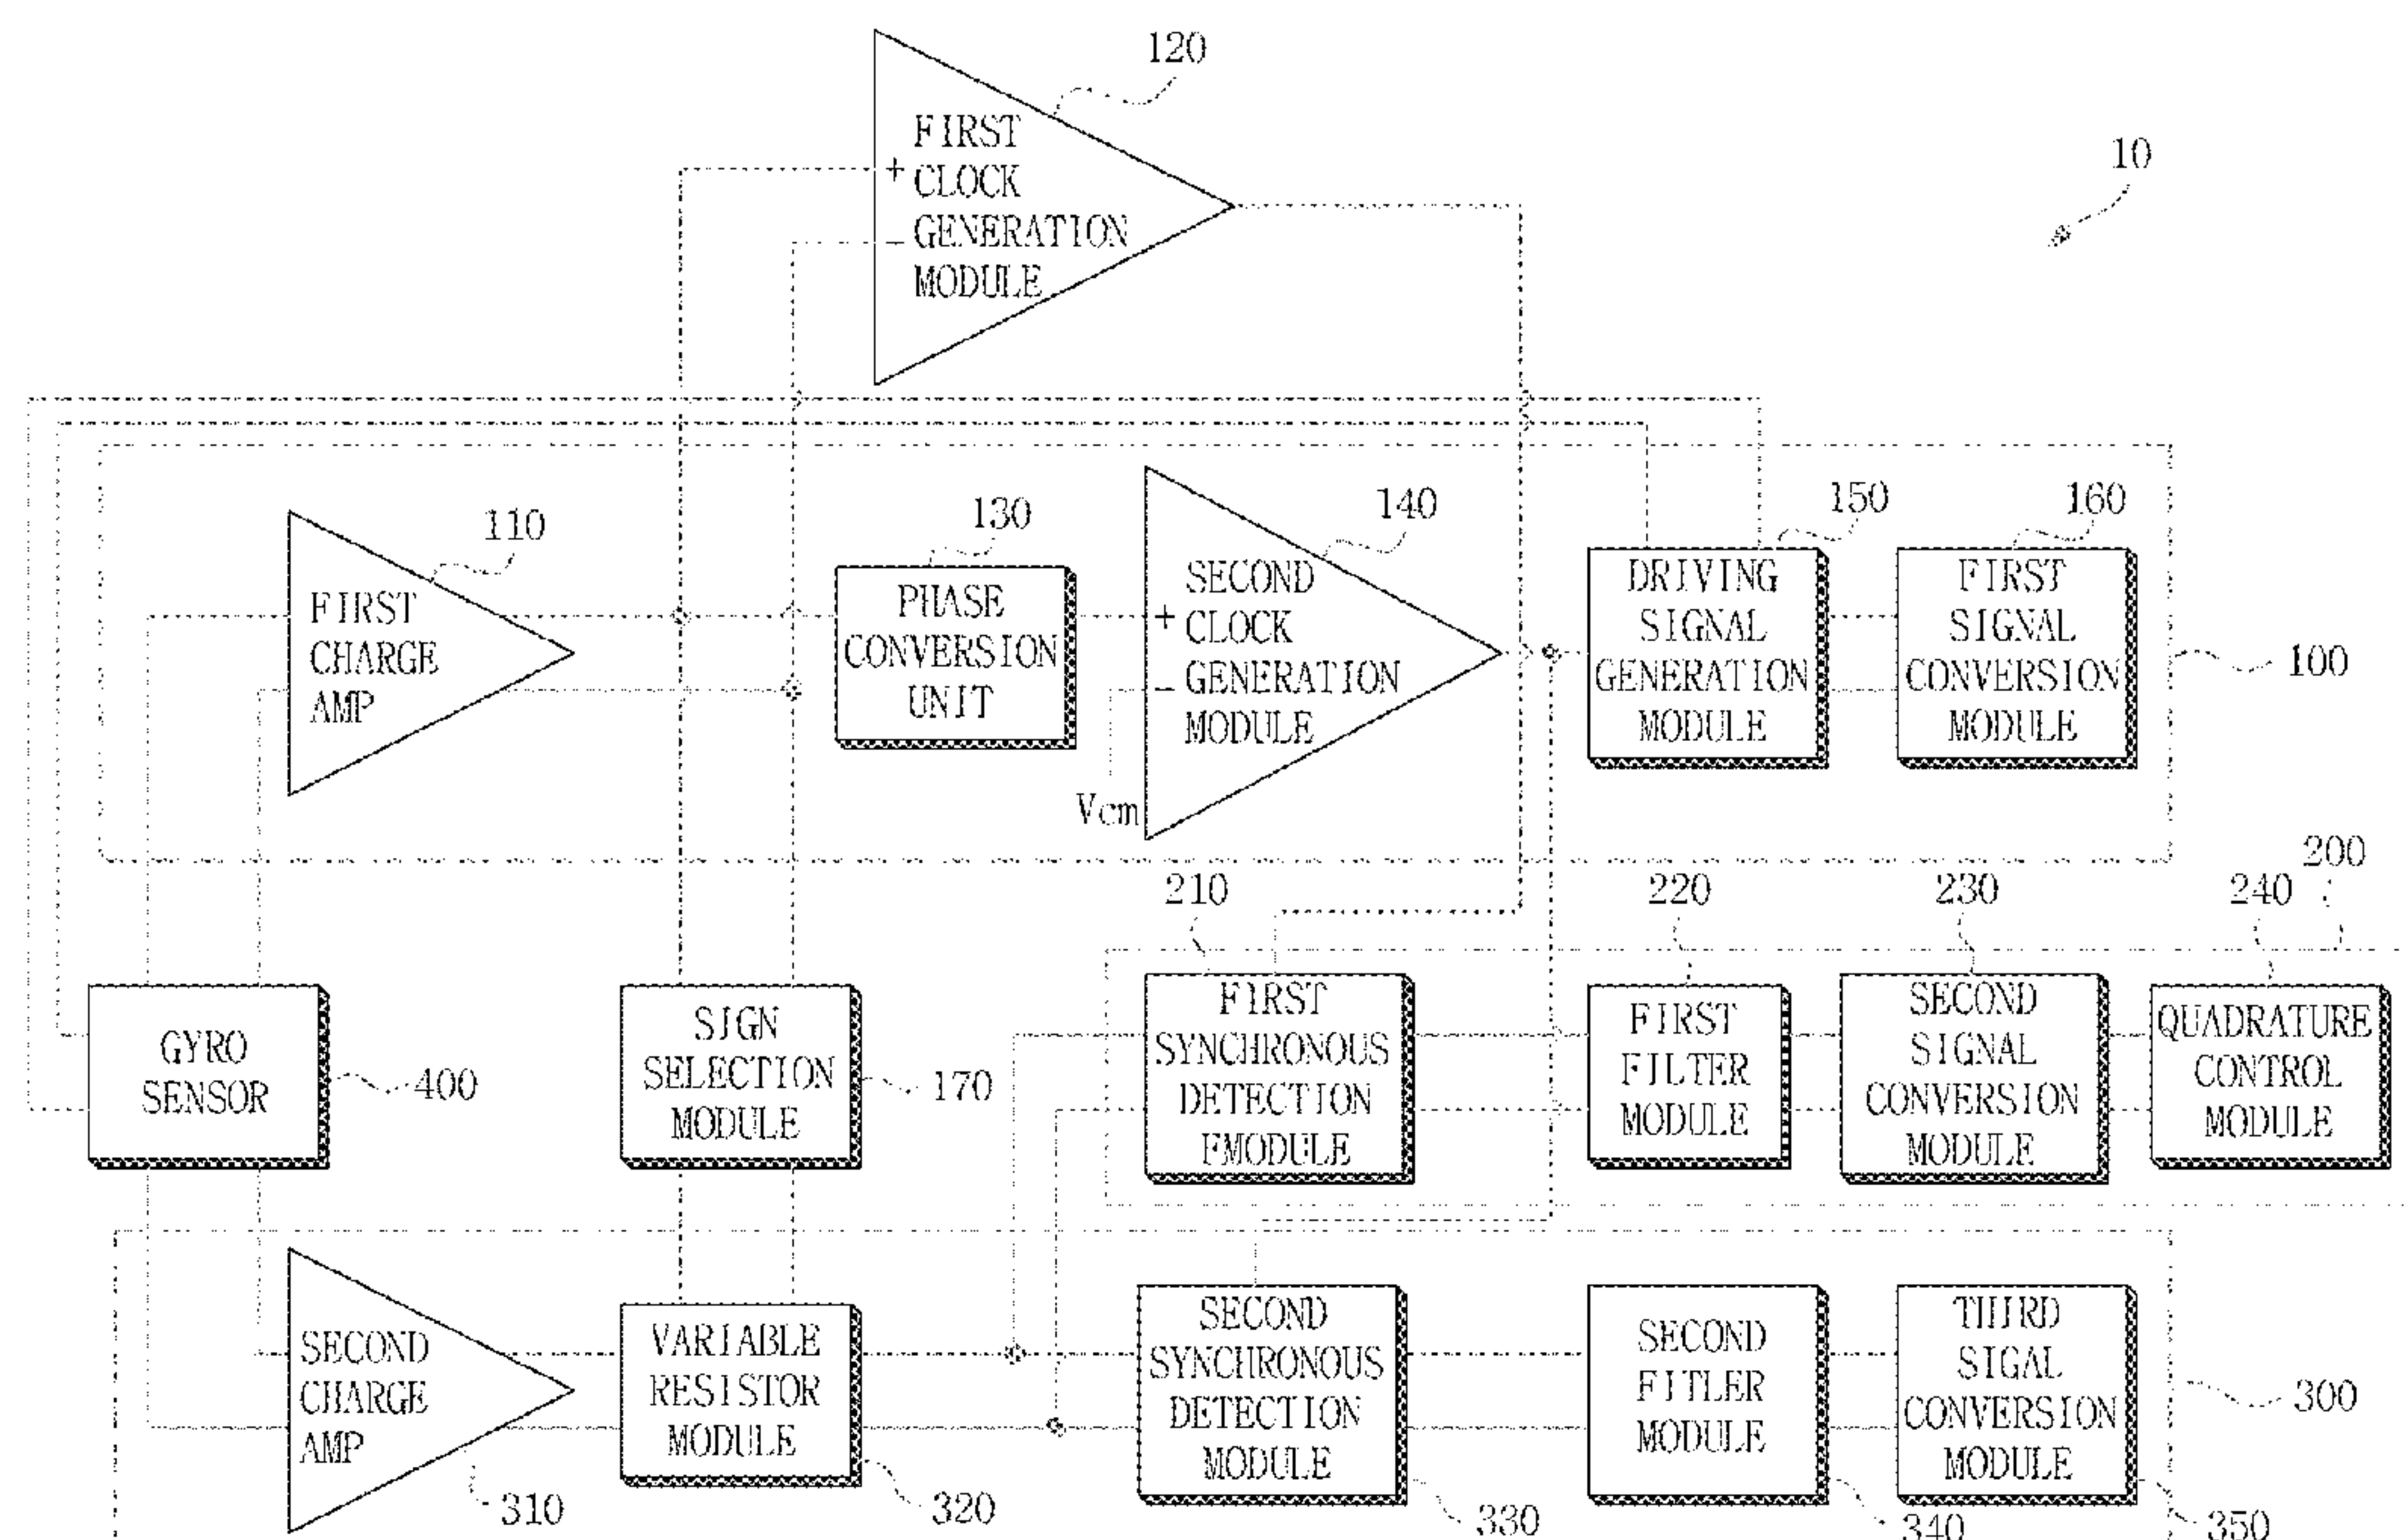 120
FIRST
+ CLOCK
- GENERATION
MODULE
10
110
FIRST
CHARGE
AMP
130
PHASE
CONVERSION
UNIT
140
SECOND
+ CLOCK
- GENERATION
MODULE
Vcm
150
DRIVING
SIGNAL
GENERATION
MODULE
160
FIRST
SIGNAL
CONVERSION
MODULE
100
200
GYRO
SENSOR
400
SIGN
SELECTION
MODULE
170
210
FIRST
SYNCHRONOUS
DETECTION
FMODULE
220
FIRST
FILTER
MODULE
230
SECOND
SIGNAL
CONVERSION
MODULE
240
QUADRATURE
CONTROL
MODULE
SECOND
CHARGE
AMP
310
VARIABLE
RESISTOR
MODULE
320
SECOND
SYNCHRONOUS
DETECTION
MODULE
330
SECOND
FITLER
MODULE
340
THIRD
SIGAL
CONVERSION
MODULE
350
300